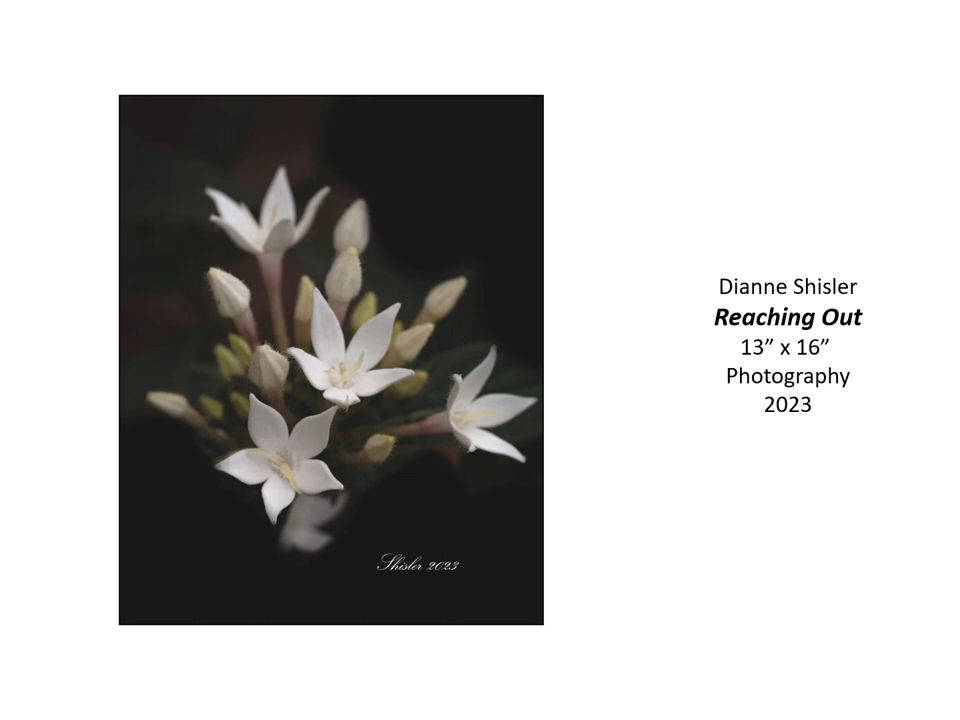 Shisler 2023
Dianne Shisler
Reaching Out
13” x 16”
Photography
2023